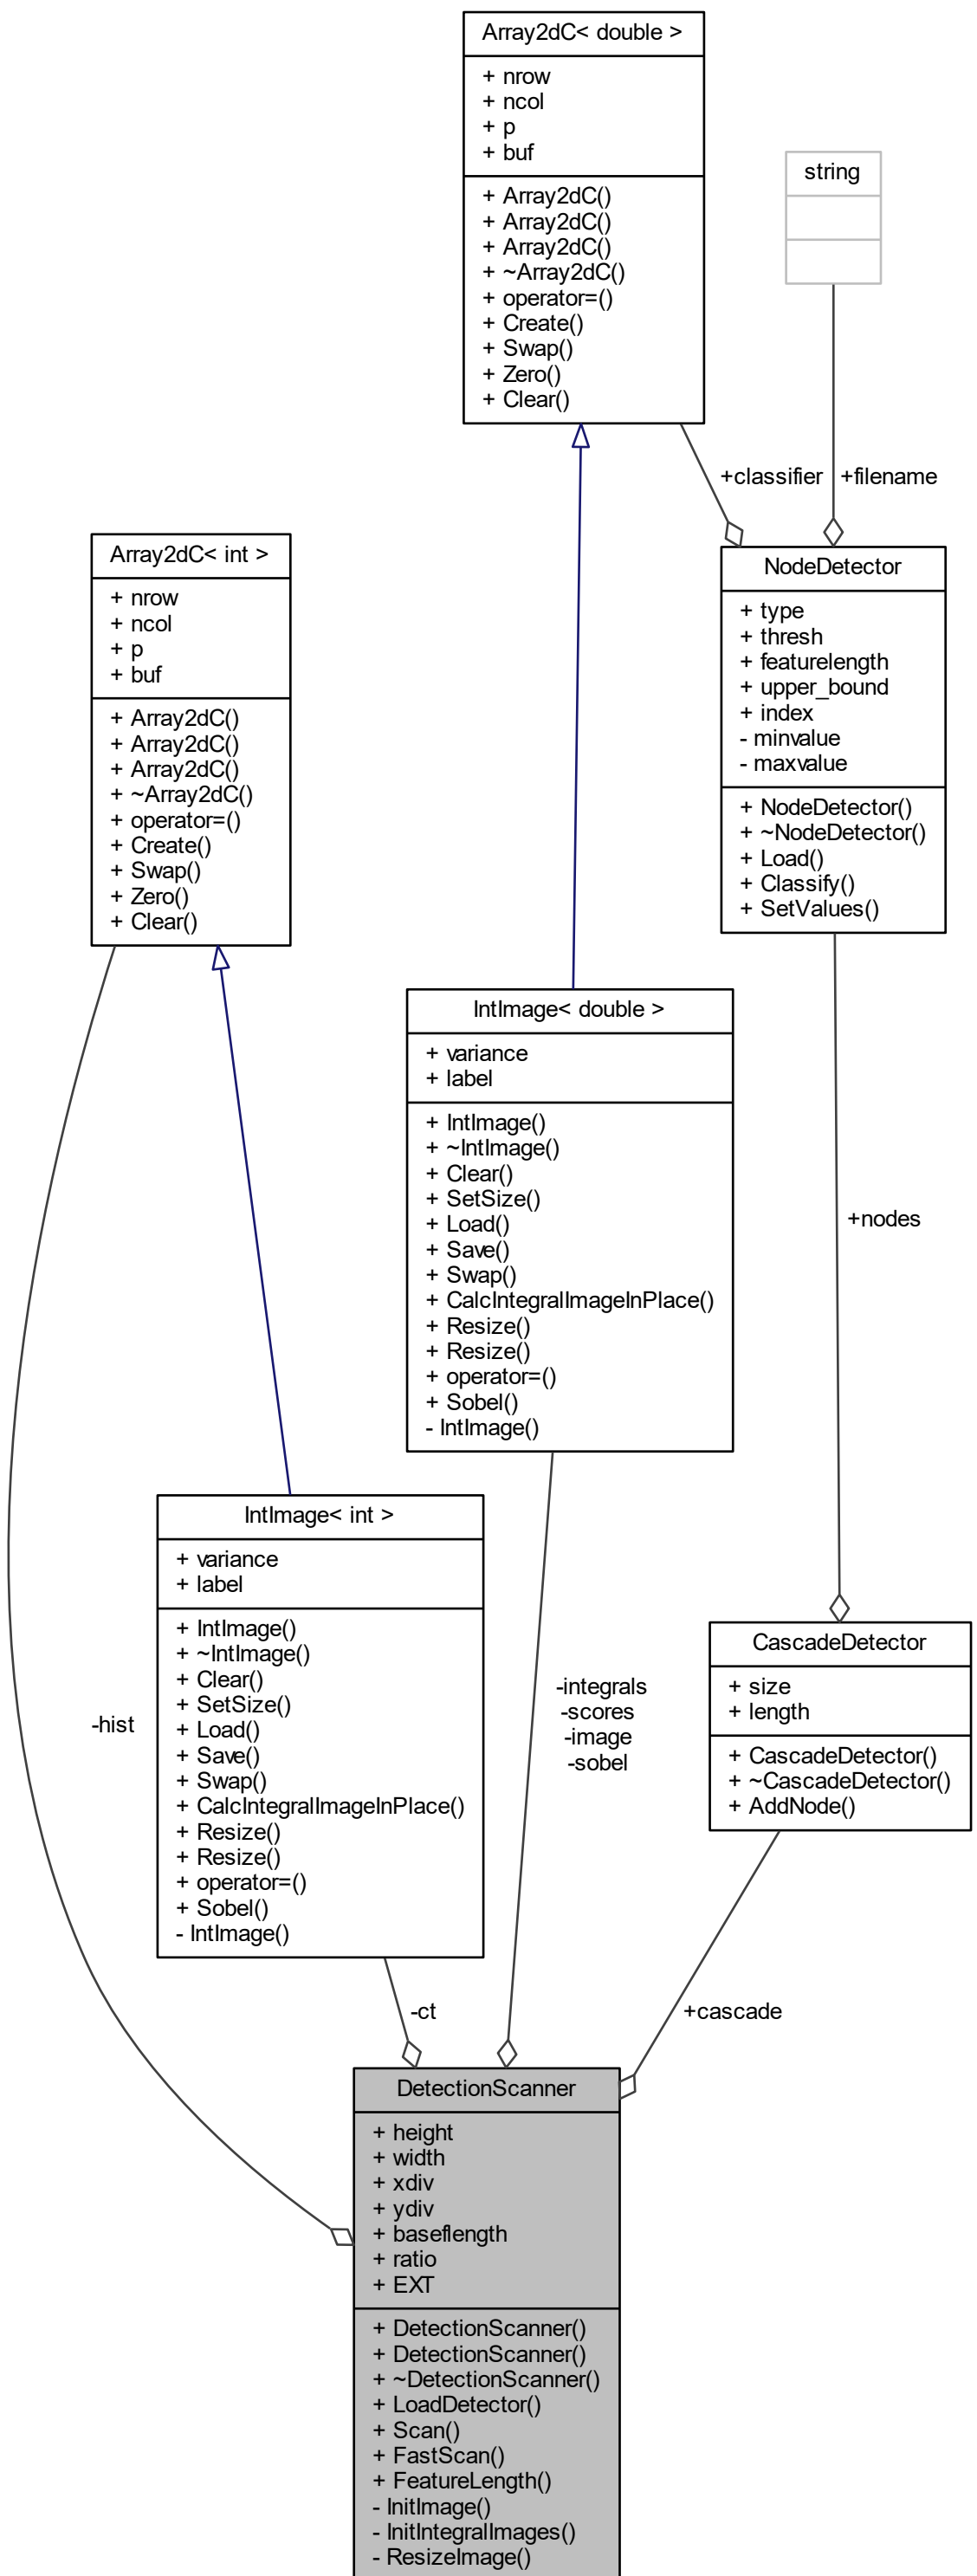 Array2dC< double >
+ nrow
+ ncol
+ p
+ buf
+ Array2dC()
+ Array2dC()
+ Array2dC()
+ ~Array2dC()
+ operator=()
+ Create()
+ Swap()
+ Zero()
+ Clear()
string
+classifier
+filename
Array2dC< int >
+ nrow
+ ncol
+ p
+ buf
+ Array2dC()
+ Array2dC()
+ Array2dC()
+ ~Array2dC()
+ operator=()
+ Create()
+ Swap()
+ Zero()
+ Clear()
NodeDetector
+ type
+ thresh
+ featurelength
+ upper_bound
+ index
- minvalue
- maxvalue
+ NodeDetector()
+ ~NodeDetector()
+ Load()
+ Classify()
+ SetValues()
IntImage< double >
+ variance
+ label
+ IntImage()
+ ~IntImage()
+ Clear()
+ SetSize()
+ Load()
+ Save()
+ Swap()
+ CalcIntegralImageInPlace()
+ Resize()
+ Resize()
+ operator=()
+ Sobel()
- IntImage()
+nodes
IntImage< int >
+ variance
+ label
+ IntImage()
+ ~IntImage()
+ Clear()
+ SetSize()
+ Load()
+ Save()
+ Swap()
+ CalcIntegralImageInPlace()
+ Resize()
+ Resize()
+ operator=()
+ Sobel()
- IntImage()
CascadeDetector
+ size
+ length
+ CascadeDetector()
+ ~CascadeDetector()
+ AddNode()
-hist
-integrals
-scores
-image
-sobel
-ct
+cascade
DetectionScanner
+ height
+ width
+ xdiv
+ ydiv
+ baseflength
+ ratio
+ EXT
+ DetectionScanner()
+ DetectionScanner()
+ ~DetectionScanner()
+ LoadDetector()
+ Scan()
+ FastScan()
+ FeatureLength()
- InitImage()
- InitIntegralImages()
- ResizeImage()